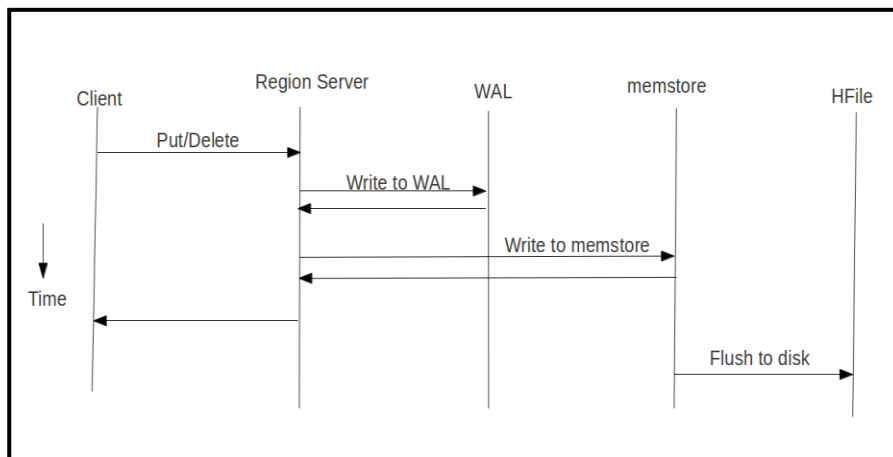 Client
Region Server
WAL
memstore
HFile
Put/Delete
Write to WAL
Write to memstore
Time
Flush to disk